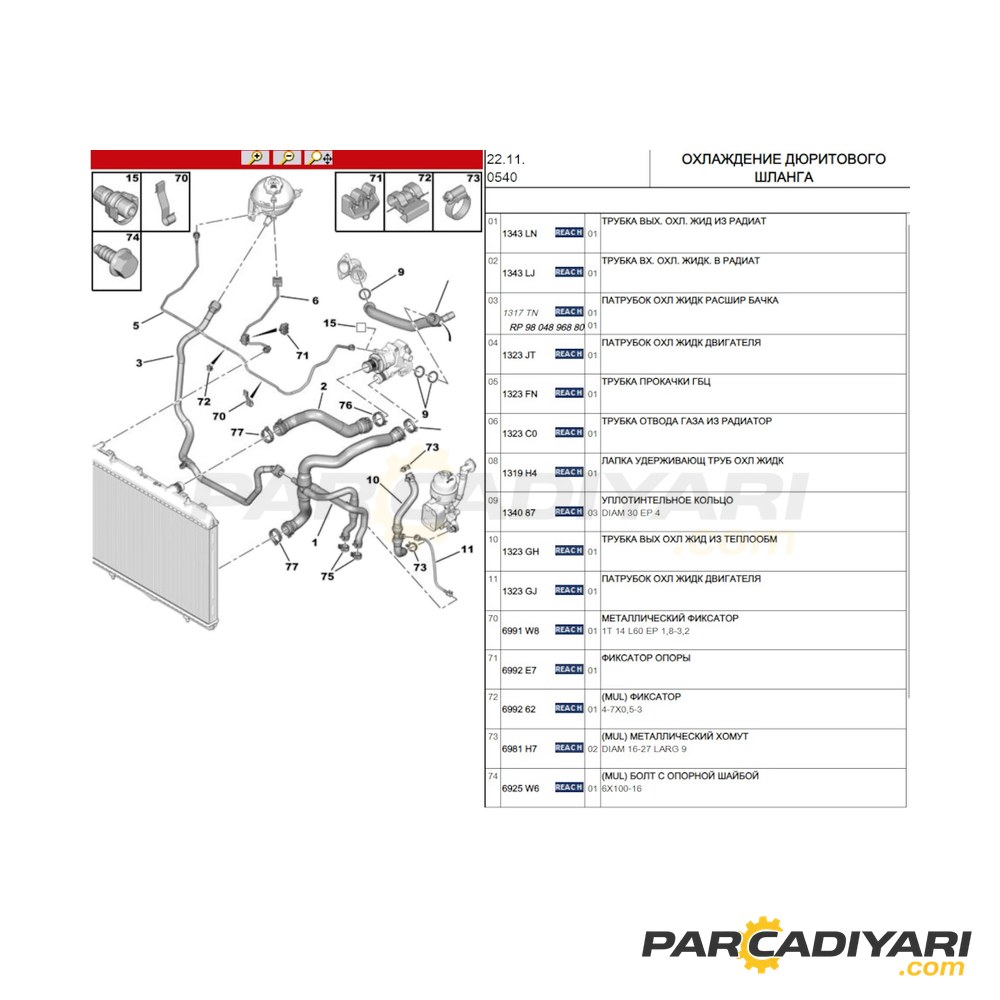 22.11.
0540
ОХЛАЖДЕНИЕ ДЮРИТОВОГО
ШЛАНГА
15
70
74
71
72
73
9
6
5
3
15
71
72
70
2
76
9
77
73
10
1
77
75
73
11
01
ТРУБКА ВЫХ. ОХЛ. ЖИД ИЗ РАДИАТ
1343 LN REACH 01
02
ТРУБКА ВХ. ОХЛ. ЖИДК. В РАДИАТ
1343 LJ REACH 01
03
ПАТРУБОК ОХЛ ЖИДК РАСШИР БАЧКА
1317 TN REACH 01
RP 98 048 968 80 01
04
ПАТРУБОК ОХЛ ЖИДК ДВИГАТЕЛЯ
1323 JT REACH 01
05
ТРУБКА ПРОКАЧКИ ГБЦ
1323 FN REACH 01
06
ТРУБКА ОТВОДА ГАЗА ИЗ РАДИАТОР
1323 C0 REACH 01
08
ЛАПКА УДЕРЖИВАЮЩ ТРУБ ОХЛ ЖИДК
1319 H4 REACH 01
09
УПЛОТИНТЕЛЬНОЕ КОЛЬЦО
1340 87 REACH 03 DIAM 30 EP 4
10
ТРУБКА ВЫХ ОХЛ ЖИД ИЗ ТЕПЛООБМ
1323 GH REACH 01
11
ПАТРУБОК ОХЛ ЖИДК ДВИГАТЕЛЯ
1323 GJ REACH 01
70
МЕТАЛЛИЧЕСКИЙ ФИКСАТОР
6991 W8 REACH 01 1T 14 L60 EP 1,8-3,2
71
ФИКСАТОР ОПОРЫ
6992 E7 REACH 01
72
(MUL) ФИКСАТОР
6992 62 REACH 01 4-7X0,5-3
73
(MUL) МЕТАЛЛИЧЕСКИЙ ХОМУТ
6981 H7 REACH 02 DIAM 16-27 LARG 9
74
(MUL) БОЛТ С ОПОРНОЙ ШАЙБОЙ
6925 W6 REACH 01 6X100-16
PARCADIYARI
.com
PARCADIYARI
.com